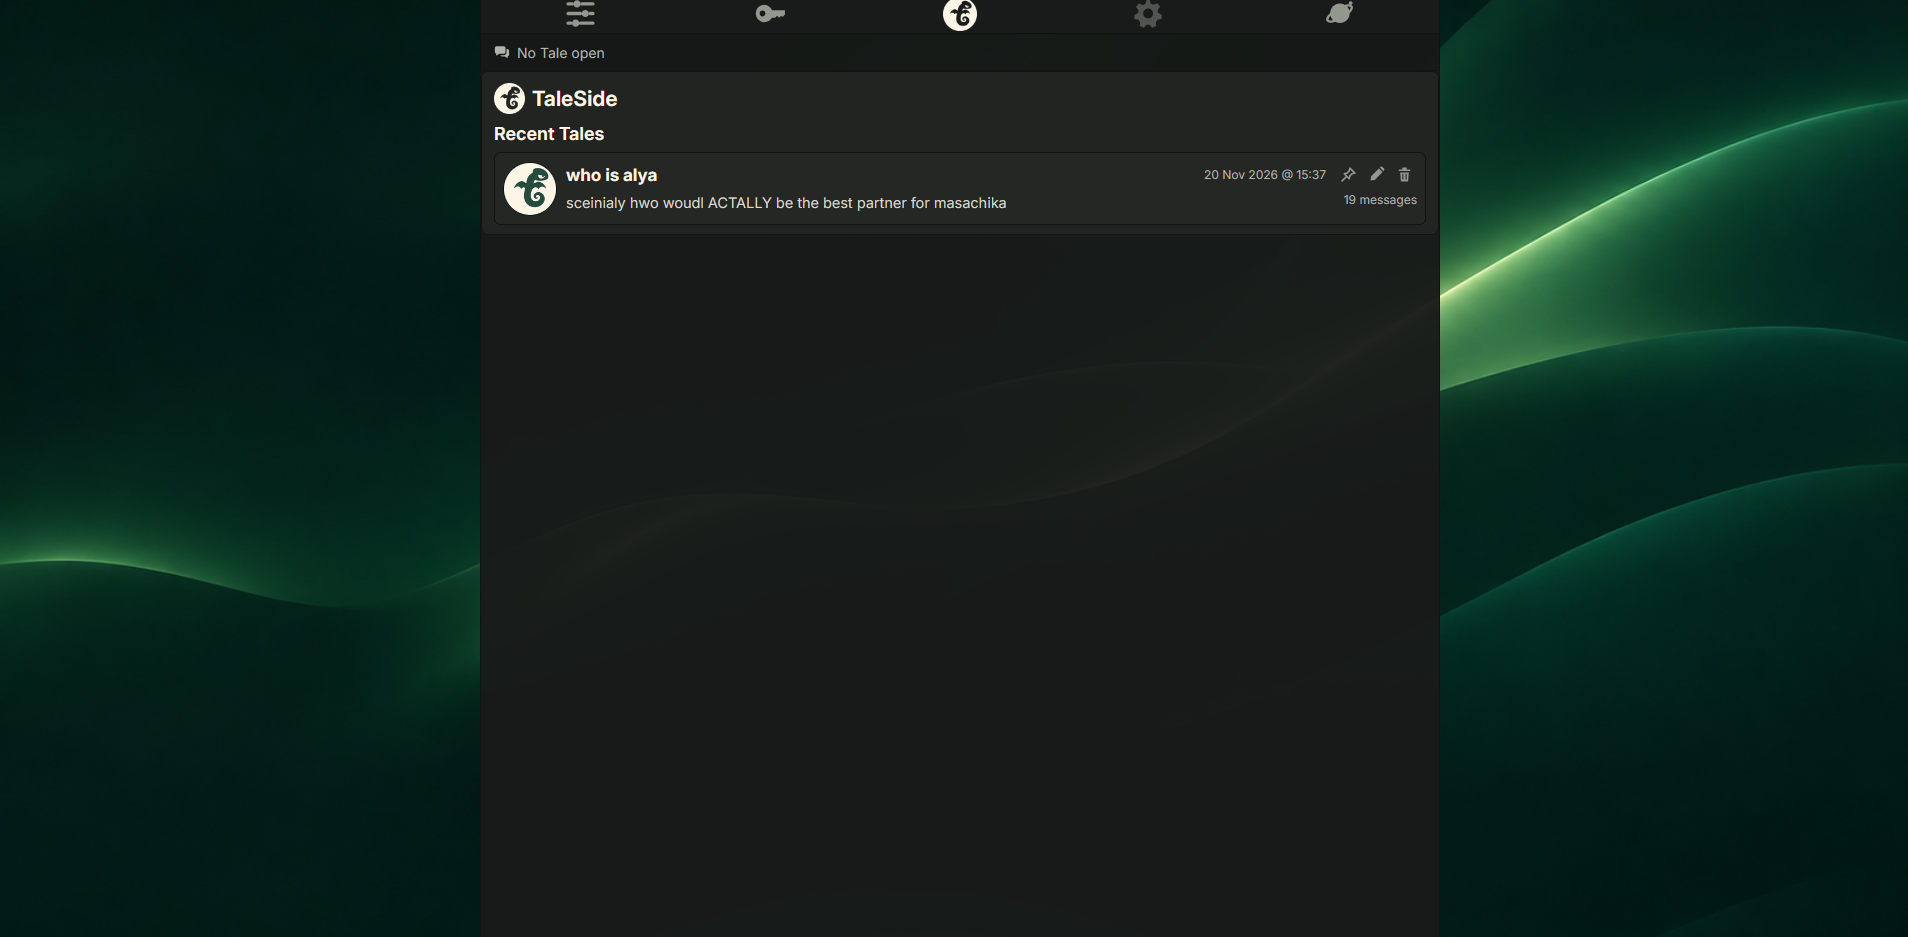 No Tale open
TaleSide
Recent Tales
who is alya
20 Nov 2026 @ 15:37
sceinialy hwo woudl ACTALLY be the best partner for masachika
19 messages